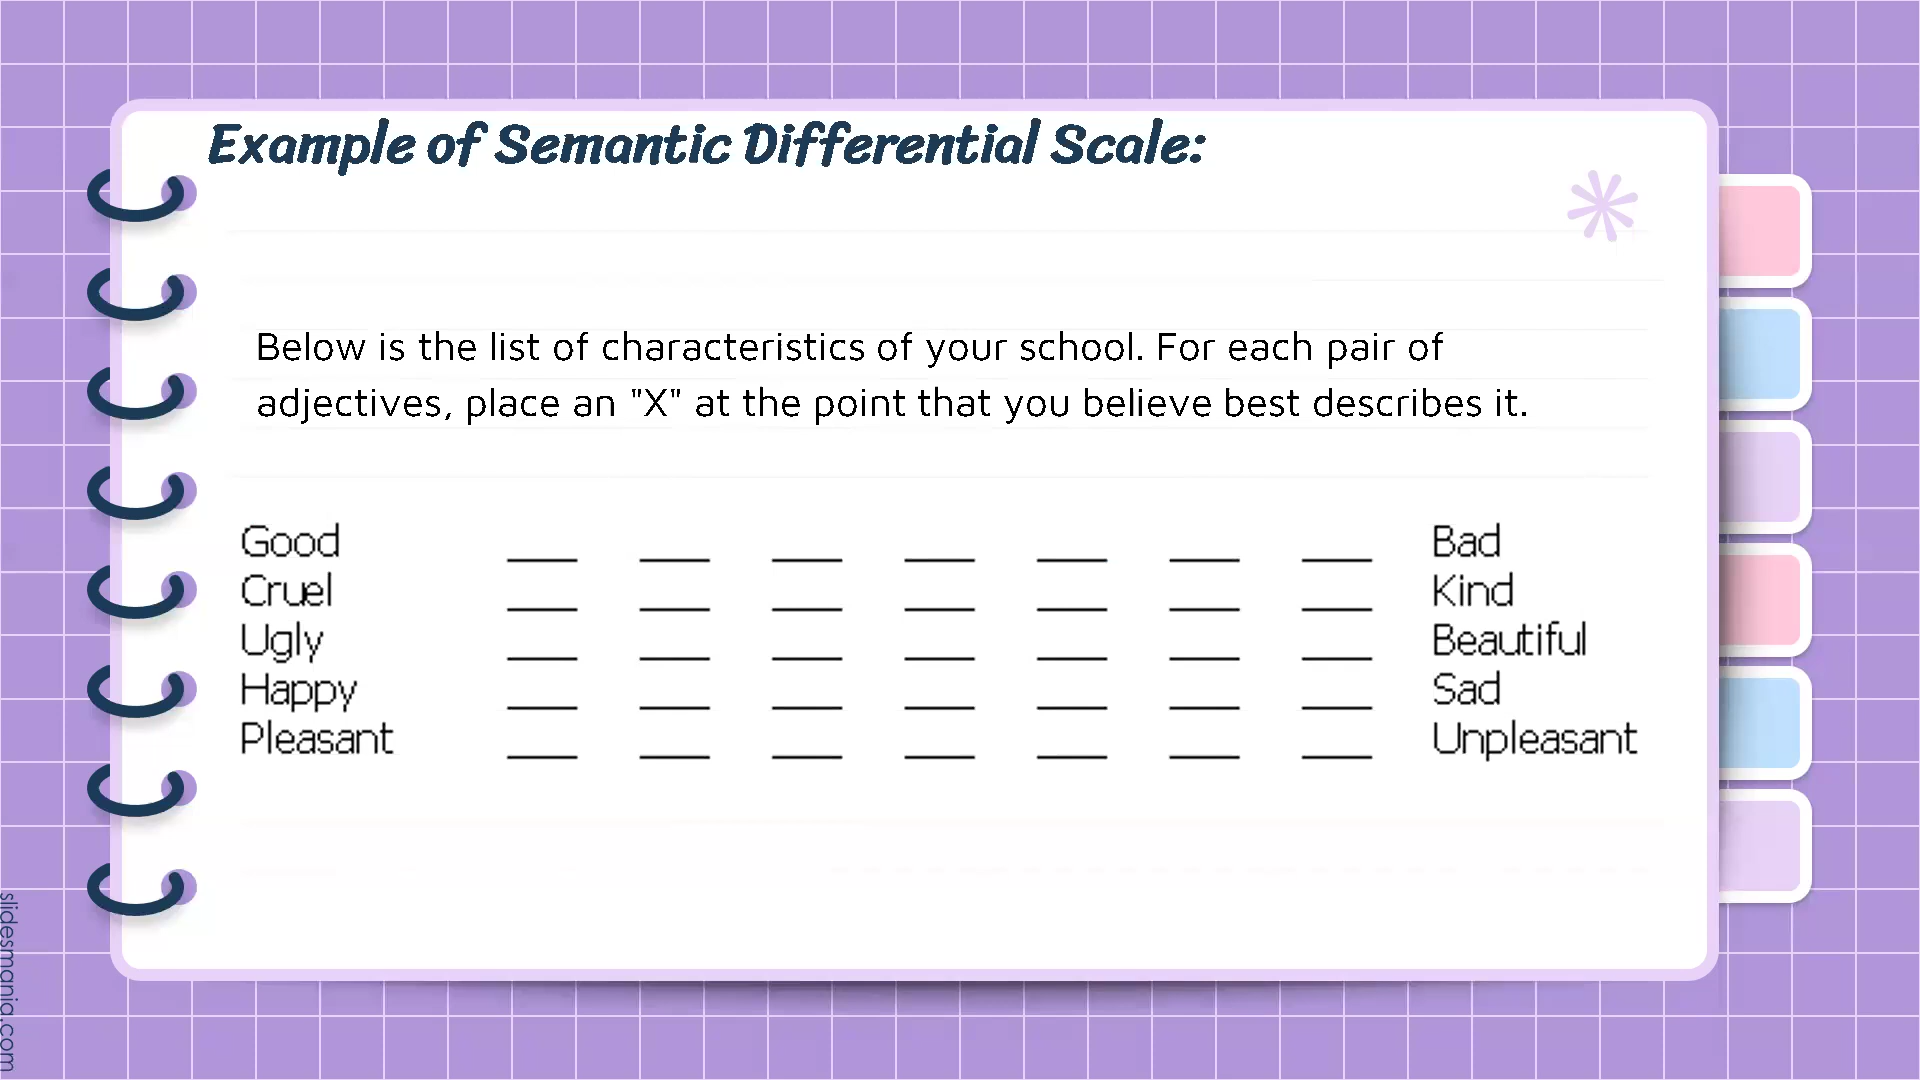 Example of Semantic Differential Scale:
Below is the list of characteristics of your school. For each pair of
adjectives, place an "X" at the point that you believe best describes it.
Good ___ ___ ___ ___ ___ ___ ___ Bad
Cruel ___ ___ ___ ___ ___ ___ ___ Kind
Ugly ___ ___ ___ ___ ___ ___ ___ Beautiful
Happy ___ ___ ___ ___ ___ ___ ___ Sad
Pleasant ___ ___ ___ ___ ___ ___ ___ Unpleasant
slidesmania.com